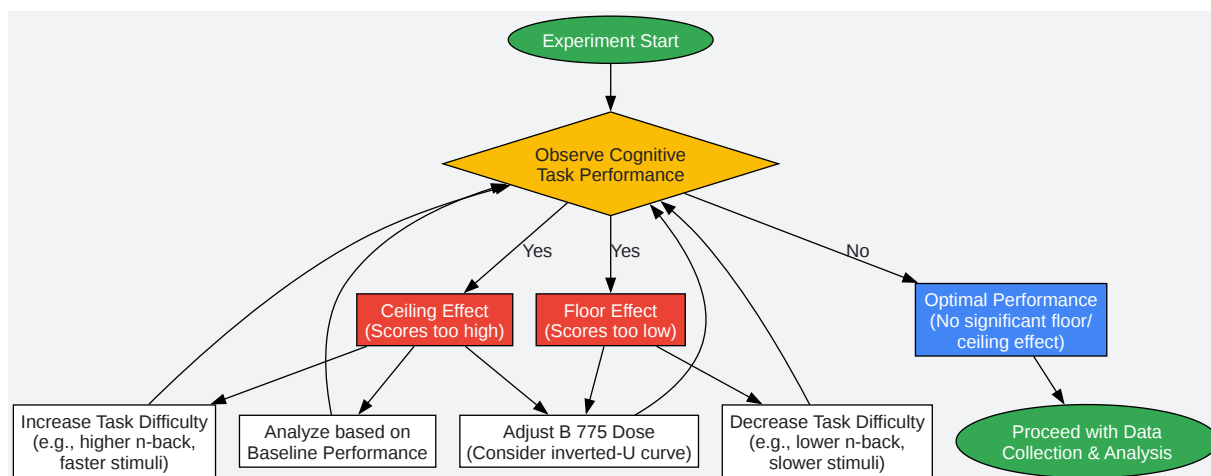 Experiment Start
Observe Cognitive
Task Performance
Yes
Yes
No
Ceiling Effect
(Scores too high)
Floor Effect
(Scores too low)
Optimal Performance
(No significant floor/
ceiling effect)
Increase Task Difficulty
(e.g., higher n-back,
faster stimuli)
Analyze based on
Baseline Performance
Adjust B 775 Dose
(Consider inverted-U curve)
Decrease Task Difficulty
(e.g., lower n-back,
slower stimuli)
Proceed with Data
Collection & Analysis